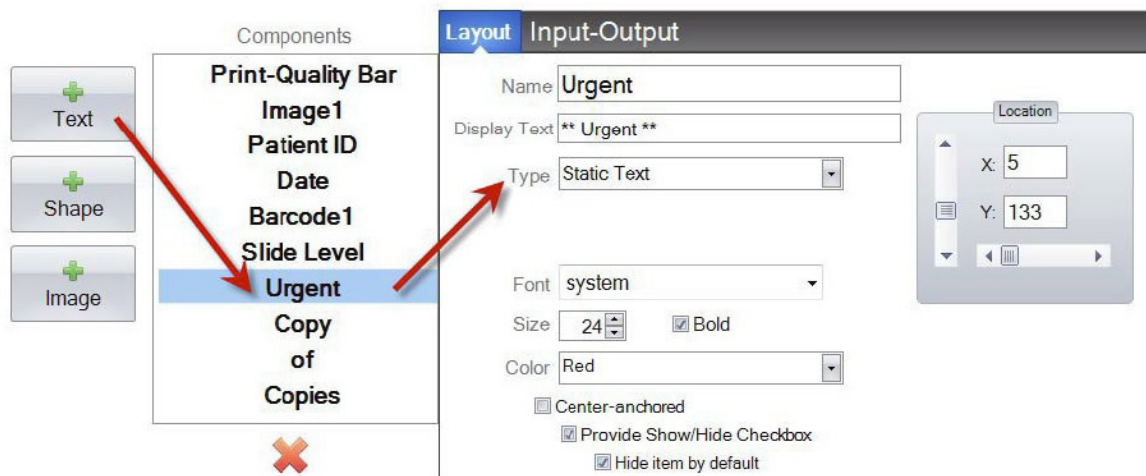 Components
Text
Shape
Image
Print-Quality Bar
Image1
Patient ID
Date
Barcode1
Slide Level
Urgent
Copy
of
Copies
Layout Input-Output
Name Urgent
Display Text ** Urgent **
Type Static Text
Font system
Size 24 Bold
Color Red
Center-anchored
Provide Show/Hide Checkbox
Hide item by default
Location
X: 5
Y: 133